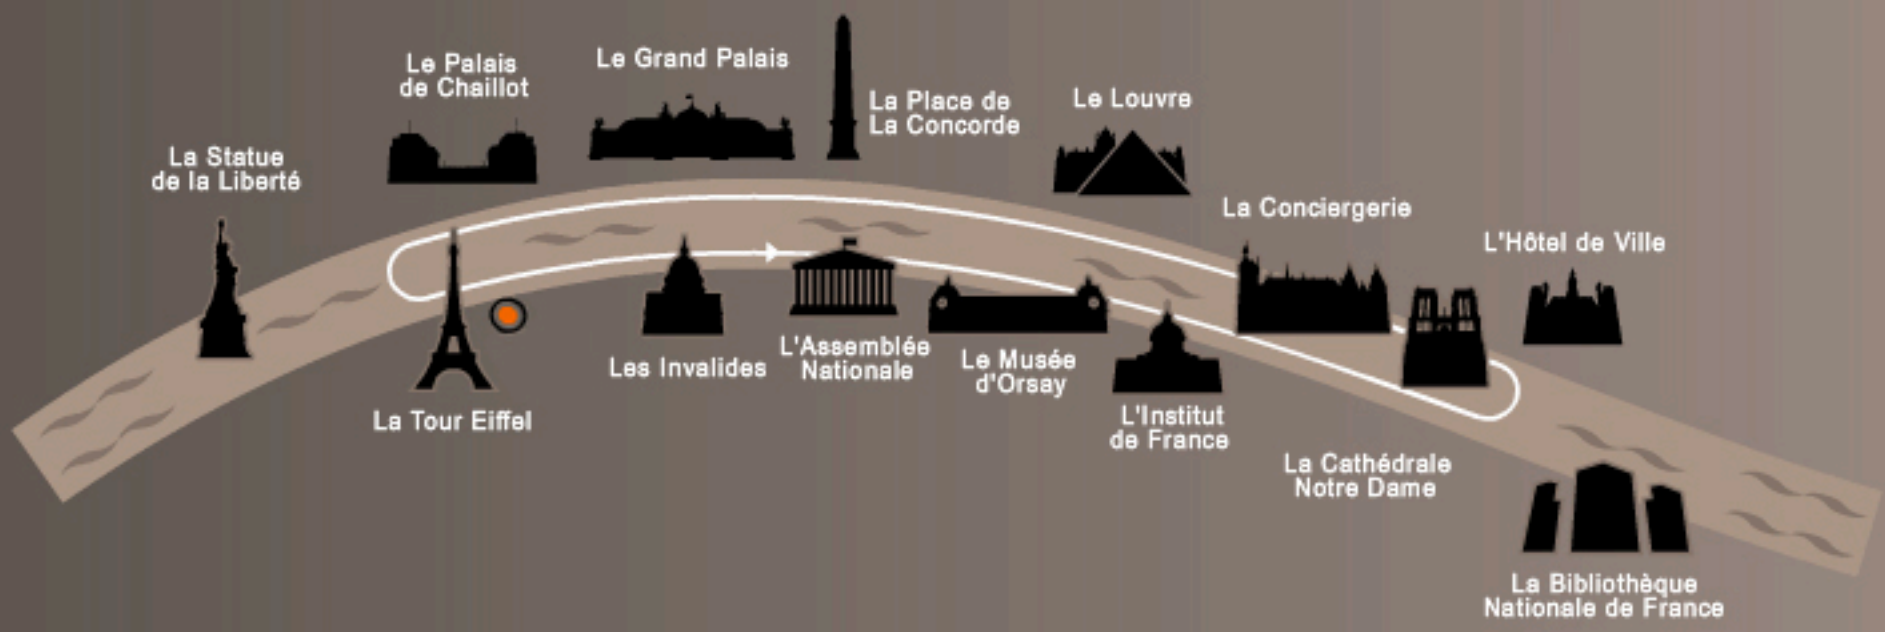 Le Palais
de Chaillot
Le Grand Palais
La Place de
La Concorde
Le Louvre
La Statue
de la Liberté
La Conciergerie
L'Hôtel de Ville
La Tour Eiffel
Les Invalides
L'Assemblée
Nationale
Le Musée
d'Orsay
L'Institut
de France
La Cathédrale
Notre Dame
La Bibliothèque
Nationale de France